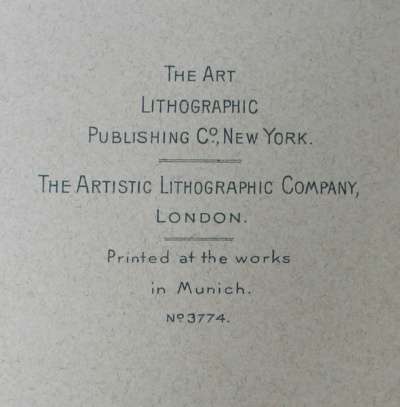 The Art
Lithographic
Publishing Co., New York.
The Artistic Lithographic Company,
London.
Printed at the works
in Munich.
No 3774.